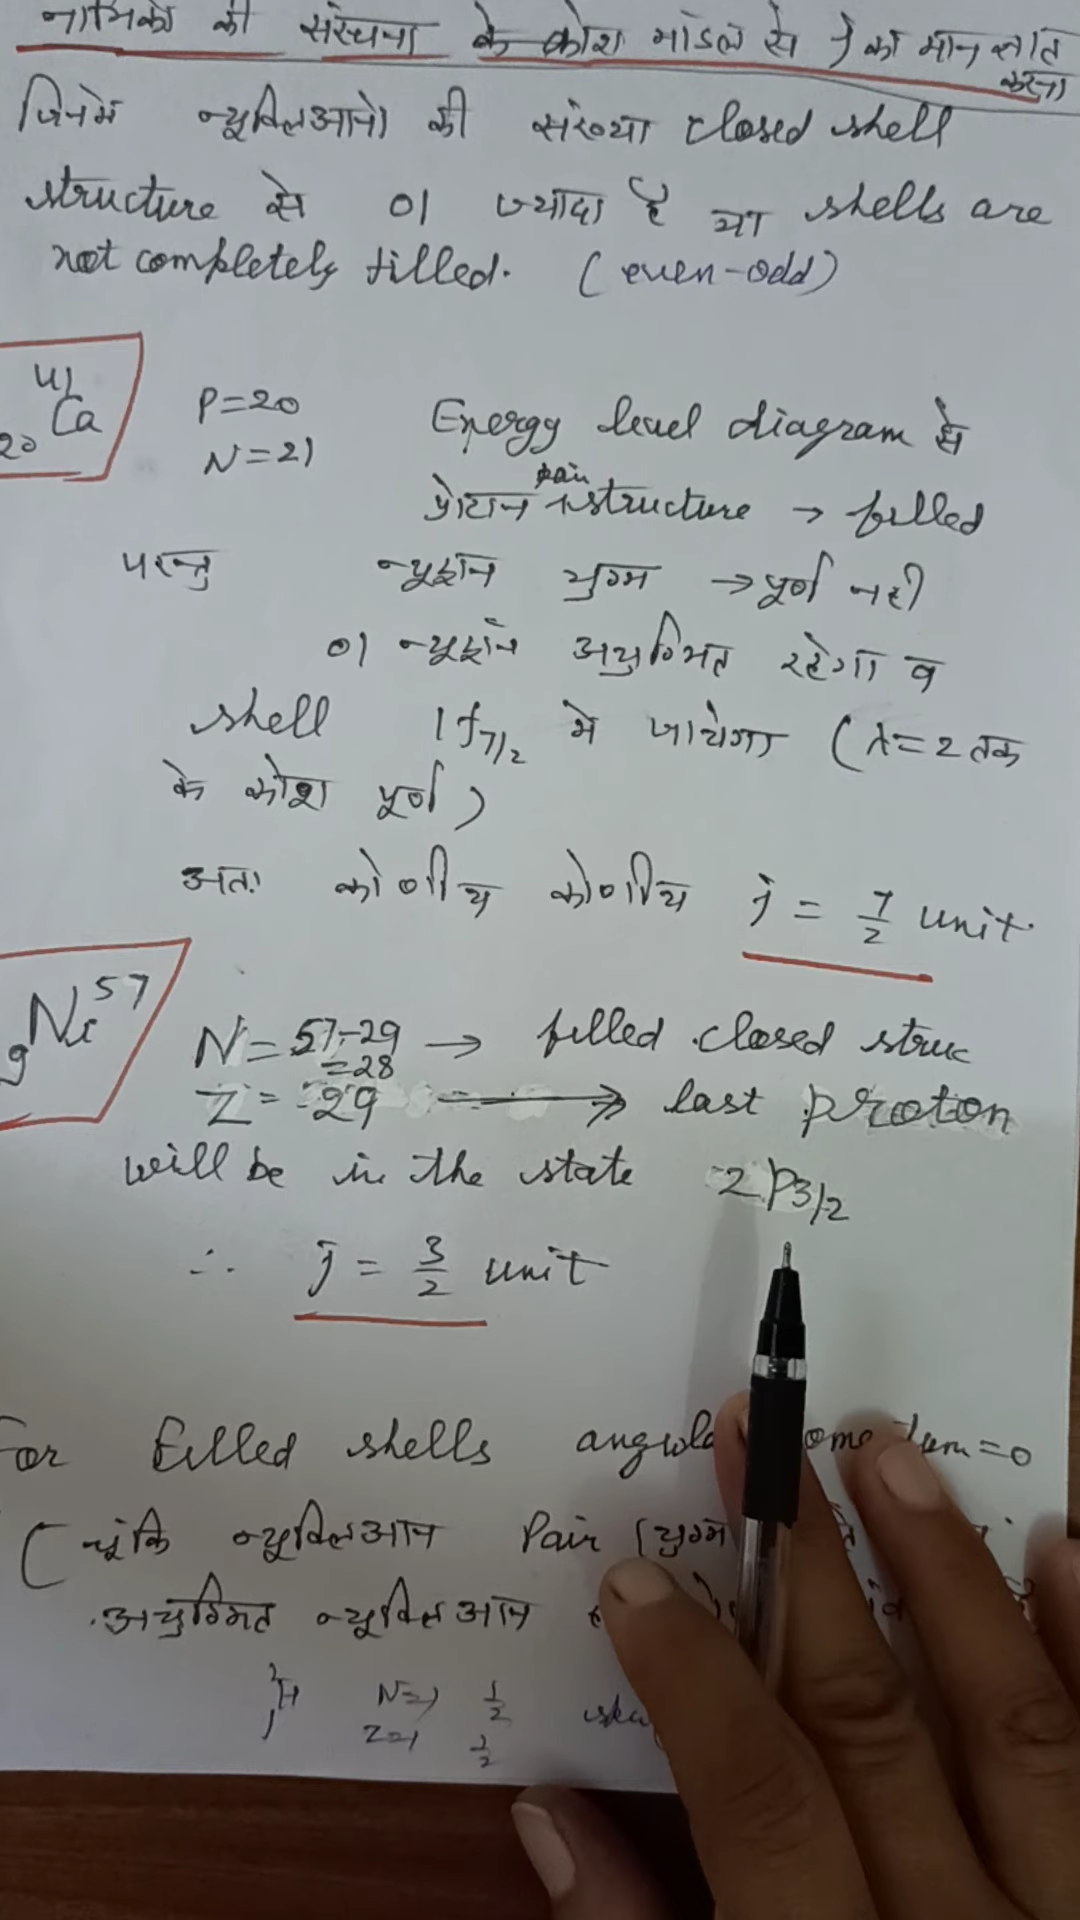 नाभिको की संरचना के कोश मॉडल से j का मान ज्ञात करना
जिनमें न्यूक्लिआनो की संख्या closed shell
structure से 01 ज्यादा है या shells are
not completely filled. (even-odd)
41
20 Ca
P=20
N=21
Energy level diagram से
प्रोटान pair structure → filled
परन्तु न्यूट्रान युग्म → पूर्ण नही
01 न्यूट्रॉन अयुग्मित रहेगा व
shell 1f7/2 मे जायेगा (λ=2 तक
के कोश पूर्ण)
अतः कोणीय कोणीय j = 7/2 unit.
9 Ni 57
N = 57-29 → filled closed struc
=28
Z = 29 → last proton
will be in the state 2P3/2
∴ j = 3/2 unit
For filled shells =0
(चूंकि न्यूक्लिआन Pair (युग्म
अयुग्मित न्यूक्लिआन
N=1 1/2
Z=1 1/2